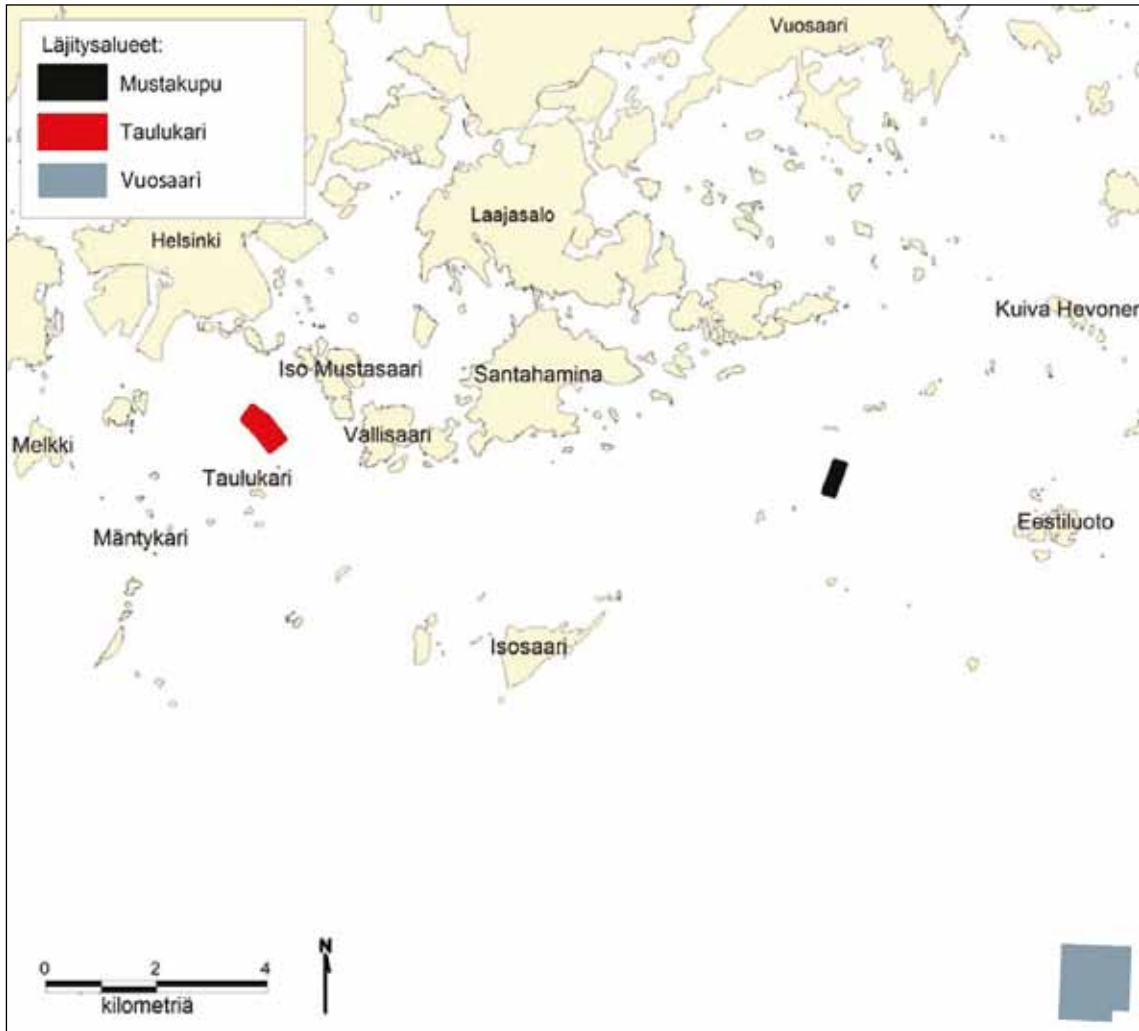 Läjitysalueet:
Mustakupu
Taulukari
Vuosaari
Vuosaari
Laajasalo
Helsinki
Kuiva Hevonen
Iso Mustasaari
Santahamina
Vallisaari
Melkki
Taulukari
Eestiluoto
Mäntykari
Isosaari
N
0 2 4
kilometriä